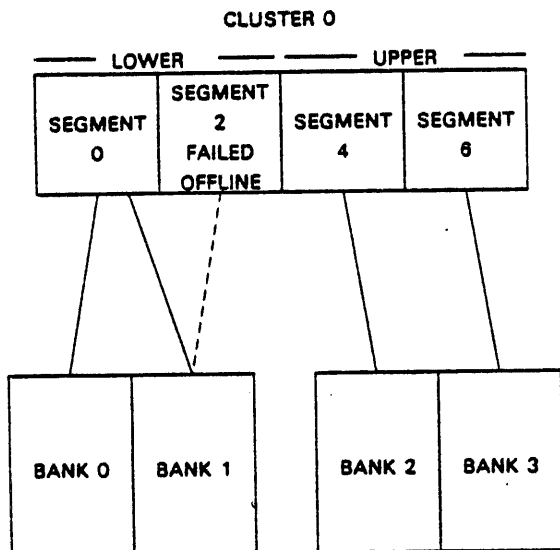 CLUSTER 0
LOWER UPPER
SEGMENT
0
SEGMENT
2
FAILED
OFFLINE
SEGMENT
4
SEGMENT
6
BANK 0
BANK 1
BANK 2
BANK 3